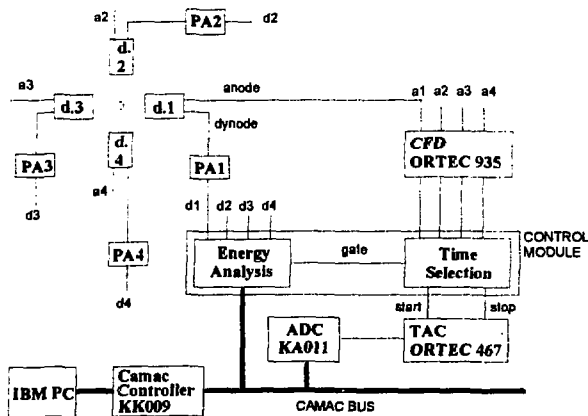 a2
PA2
d2
d.
2
a3
anode
a1 a2 a3 a4
d.3
d.1
dynode
d.
4
CFD
ORTEC 935
PA3
a4
PA1
d3
d1 d2 d3 d4
CONTROL
MODULE
Energy
Analysis
gate
Time
Selection
PA4
d4
start
stop
ADC
KA011
TAC
ORTEC 467
IBM PC
Camac
Controller
KK009
CAMAC BUS